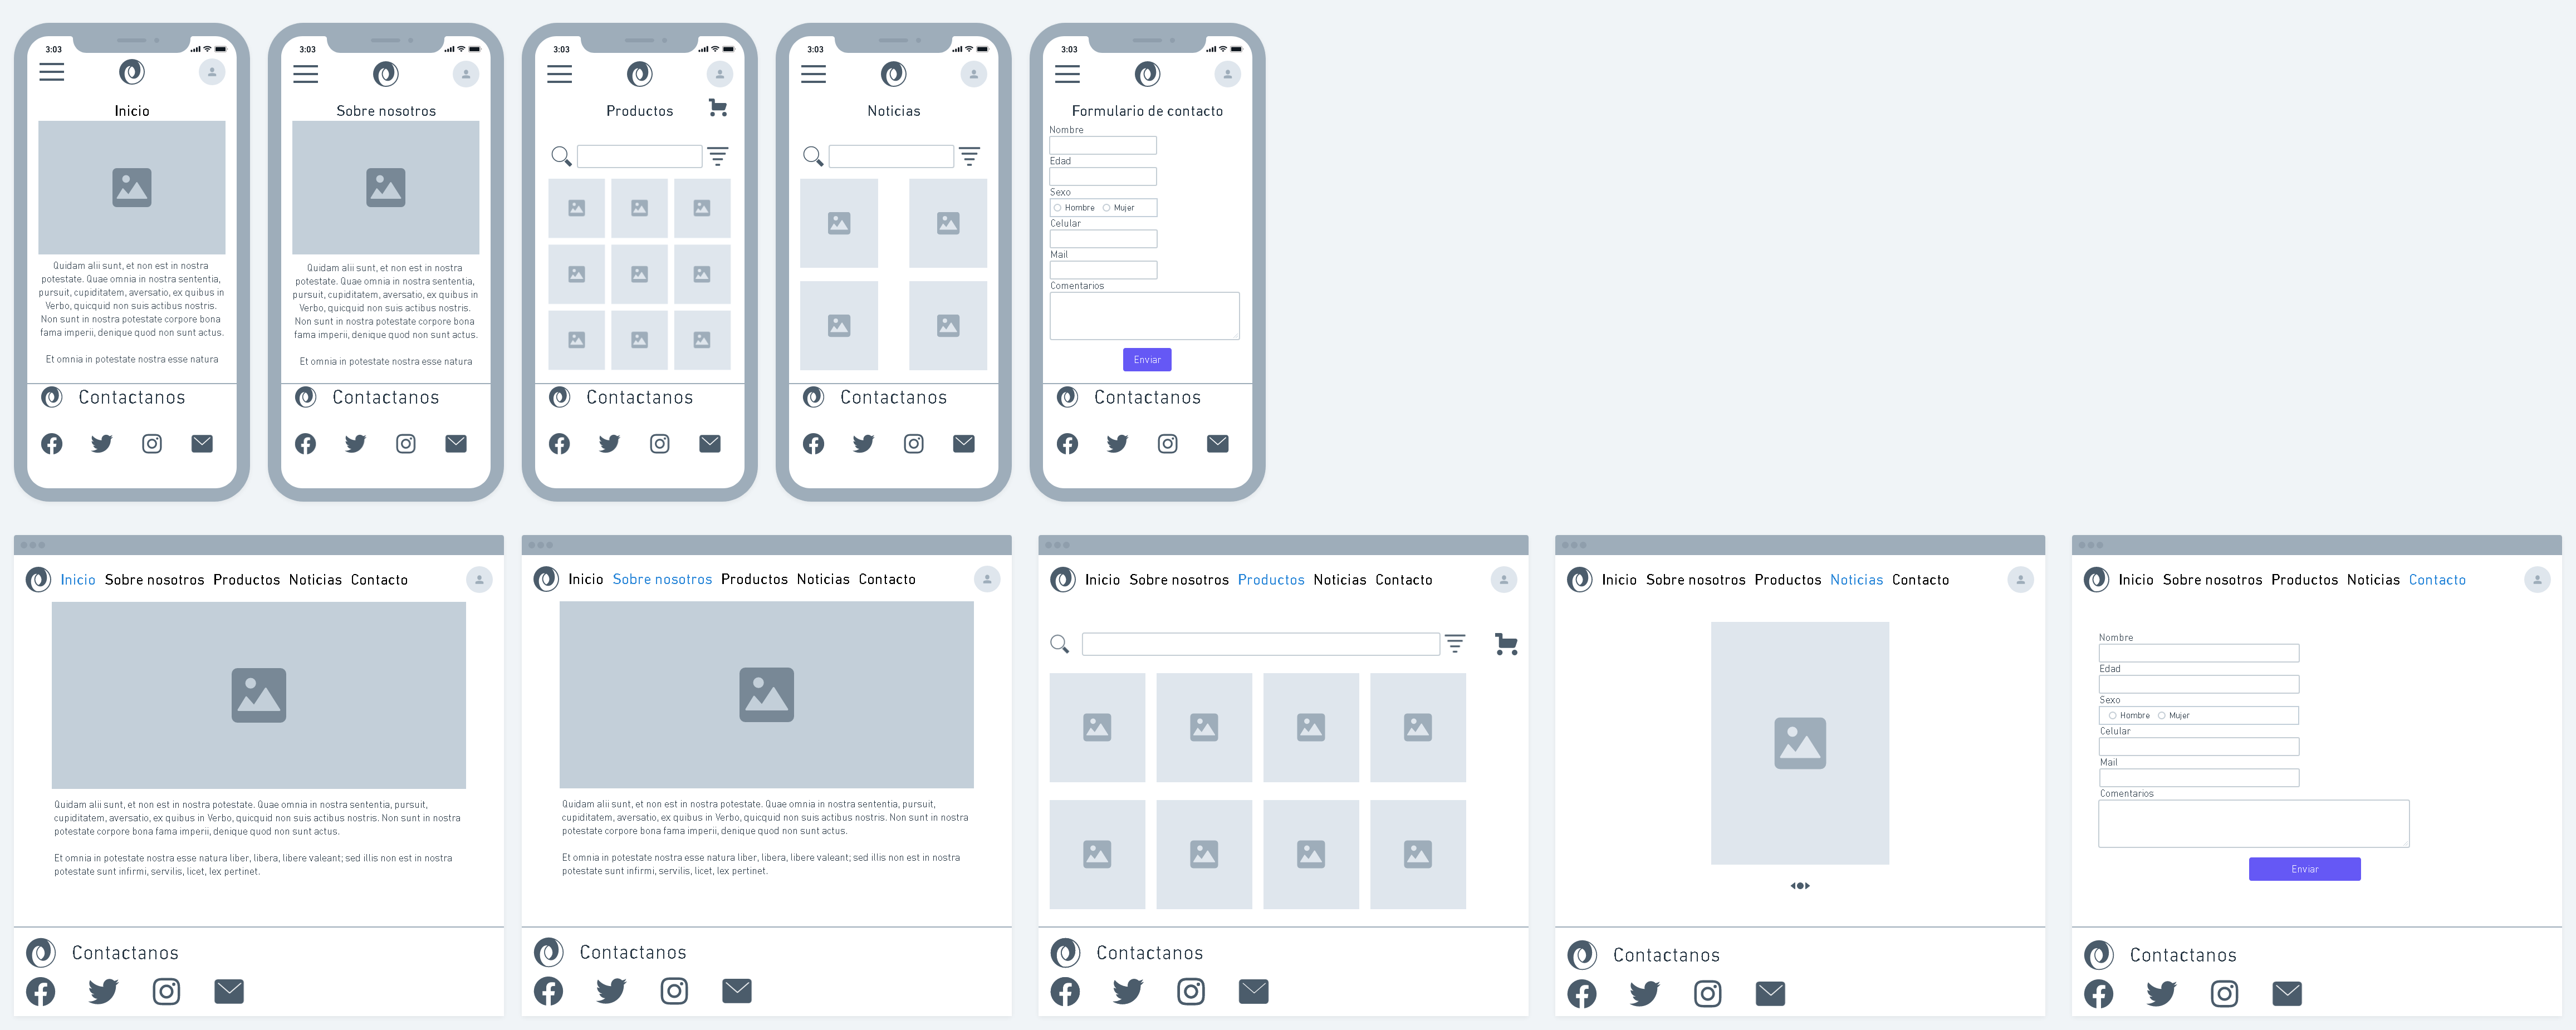 3:03
Inicio
Quidam alii sunt, et non est in nostra
potestate. Quae omnia in nostra sententia,
pursuit, cupiditatem, aversatio, ex quibus in
Verbo, quicquid non suis actibus nostris.
Non sunt in nostra potestate corpore bona
fama imperii, denique quod non sunt actus.
Et omnia in potestate nostra esse natura
Contactanos
3:03
Sobre nosotros
Quidam alii sunt, et non est in nostra
potestate. Quae omnia in nostra sententia,
pursuit, cupiditatem, aversatio, ex quibus in
Verbo, quicquid non suis actibus nostris.
Non sunt in nostra potestate corpore bona
fama imperii, denique quod non sunt actus.
Et omnia in potestate nostra esse natura
Contactanos
3:03
Productos
Contactanos
3:03
Noticias
Contactanos
3:03
Formulario de contacto
Nombre
Edad
Sexo
Hombre Mujer
Celular
Mail
Comentarios
Enviar
Contactanos
Inicio Sobre nosotros Productos Noticias Contacto
Quidam alii sunt, et non est in nostra potestate. Quae omnia in nostra sententia, pursuit,
cupiditatem, aversatio, ex quibus in Verbo, quicquid non suis actibus nostris. Non sunt in nostra
potestate corpore bona fama imperii, denique quod non sunt actus.
Et omnia in potestate nostra esse natura liber, libera, libere valeant; sed illis non est in nostra
potestate sunt infirmi, servilis, licet, lex pertinet.
Contactanos
Inicio Sobre nosotros Productos Noticias Contacto
Quidam alii sunt, et non est in nostra potestate. Quae omnia in nostra sententia, pursuit,
cupiditatem, aversatio, ex quibus in Verbo, quicquid non suis actibus nostris. Non sunt in nostra
potestate corpore bona fama imperii, denique quod non sunt actus.
Et omnia in potestate nostra esse natura liber, libera, libere valeant; sed illis non est in nostra
potestate sunt infirmi, servilis, licet, lex pertinet.
Contactanos
Inicio Sobre nosotros Productos Noticias Contacto
Contactanos
Inicio Sobre nosotros Productos Noticias Contacto
Contactanos
Inicio Sobre nosotros Productos Noticias Contacto
Nombre
Edad
Sexo
Hombre Mujer
Celular
Mail
Comentarios
Enviar
Contactanos